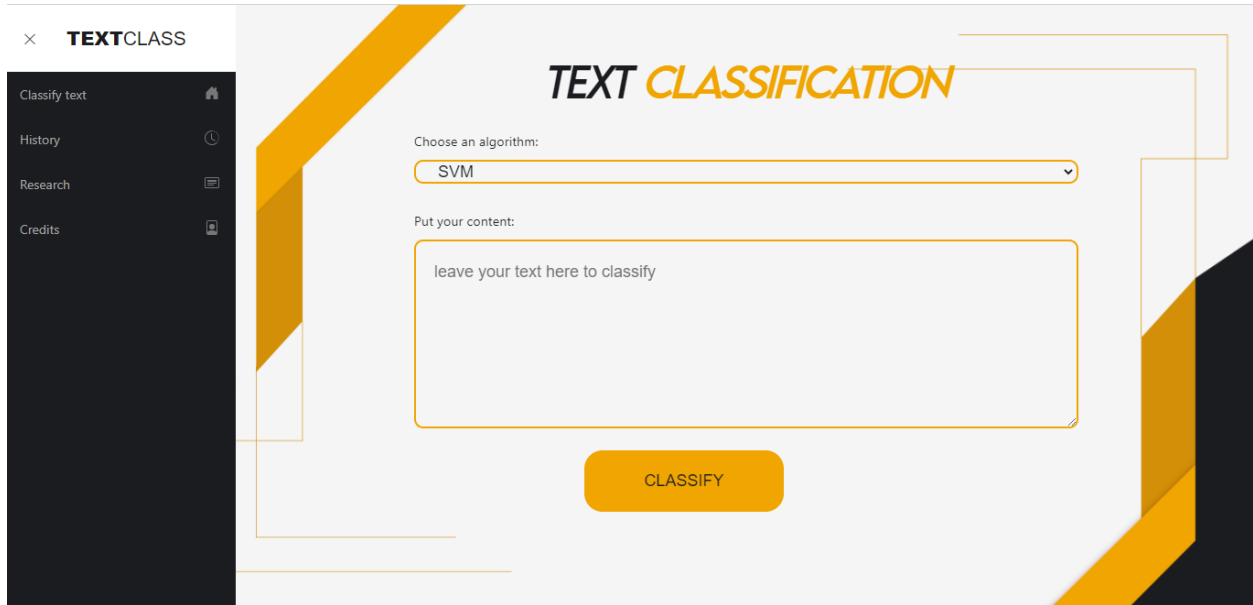 TEXTCLASS
Classify text
History
Research
Credits
TEXT CLASSIFICATION
Choose an algorithm:
SVM
Put your content:
leave your text here to classify
CLASSIFY